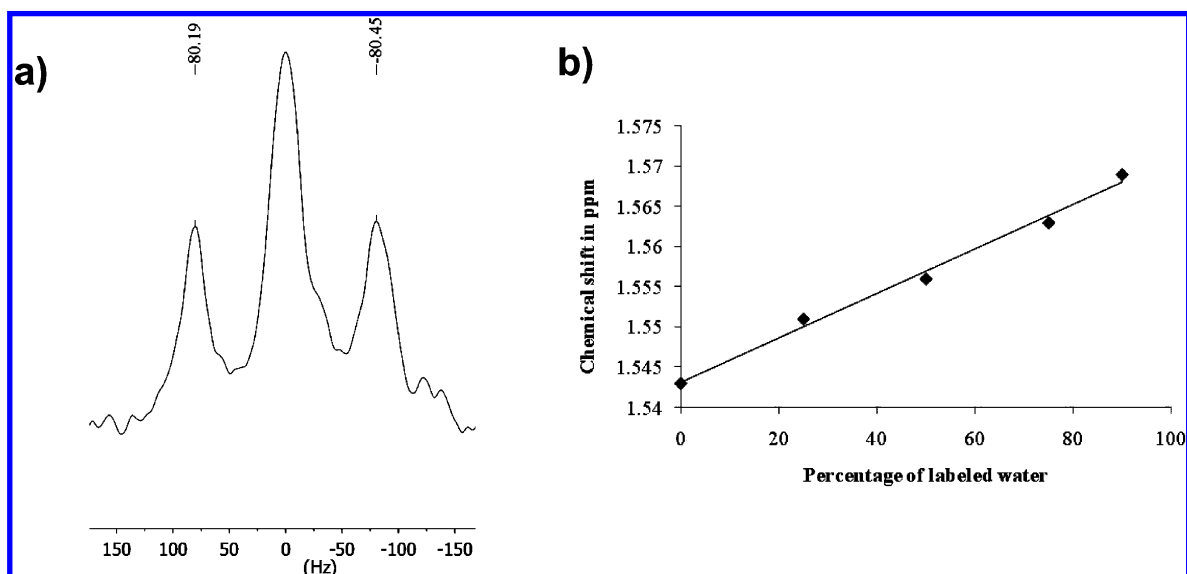 a)
–80.19
–-80.45
150 100 50 0 -50 -100 -150
(Hz)
b)
Chemical shift in ppm
1.575
1.57
1.565
1.56
1.555
1.55
1.545
1.54
0 20 40 60 80 100
Percentage of labeled water